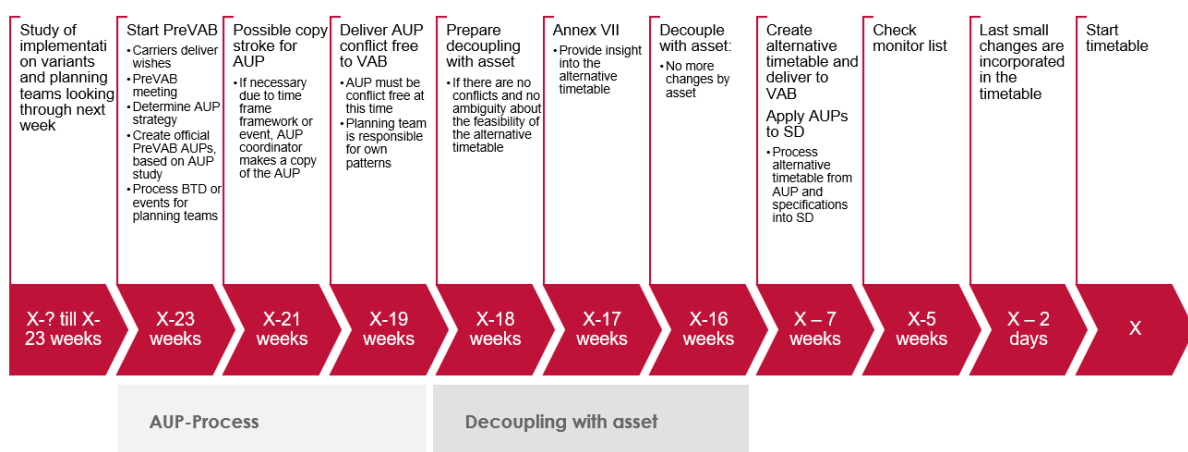 Study of
implementati
on variants
and planning
teams looking
through next
week
Start PreVAB
•Carriers deliver
wishes
•PreVAB
meeting
•Determine AUP
strategy
•Create official
PreVAB AUPs,
based on AUP
study
•Process BTD or
events for
planning teams
Possible copy
stroke for
AUP
•If necessary
due to time
frame
framework or
event, AUP
coordinator
makes a copy
of the AUP
Deliver AUP
conflict free
to VAB
•AUP must be
conflict free at
this time
•Planning team
is responsible
for own
patterns
Prepare
decoupling
with asset
•If there are no
conflicts and no
ambiguity about
the feasibility of
the alternative
timetable
Annex VII
•Provide insight
into the
alternative
timetable
Decouple
with asset:
•No more
changes by
asset
Create
alternative
timetable and
deliver to
VAB
Apply AUPs
to SD
•Process
alternative
timetable from
AUP and
specifications
into SD
Check
monitor list
Last small
changes are
incorporated
in the
timetable
Start
timetable
X-? till X-
23 weeks
X-23
weeks
X-21
weeks
X-19
weeks
X-18
weeks
X-17
weeks
X-16
weeks
X – 7
weeks
X-5
weeks
X – 2
days
X
AUP-Process
Decoupling with asset